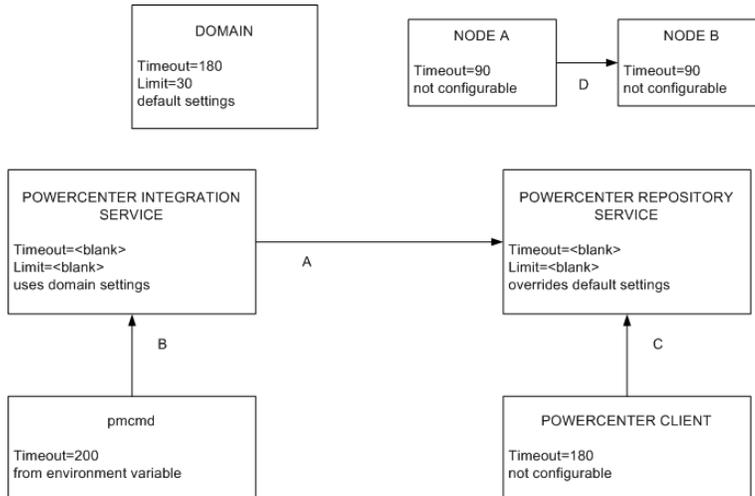 DOMAIN
Timeout=180
Limit=30
default settings
NODE A
Timeout=90
not configurable
D
NODE B
Timeout=90
not configurable
POWERCENTER INTEGRATION
SERVICE
Timeout=<blank>
Limit=<blank>
uses domain settings
A
POWERCENTER REPOSITORY
SERVICE
Timeout=<blank>
Limit=<blank>
overrides default settings
B
C
pmcmd
Timeout=200
from environment variable
POWERCENTER CLIENT
Timeout=180
not configurable